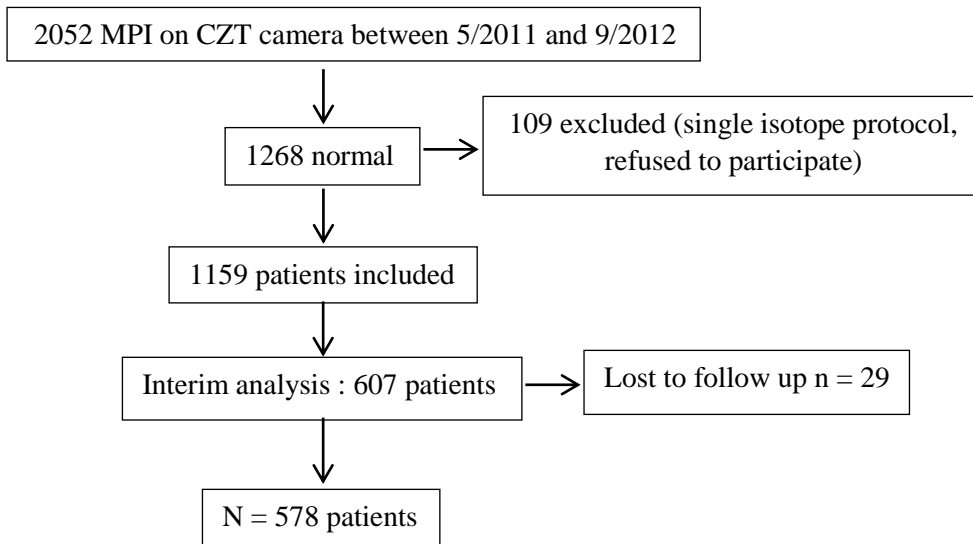 2052 MPI on CZT camera between 5/2011 and 9/2012
109 excluded (single isotope protocol,
refused to participate)
1268 normal
1159 patients included
Interim analysis : 607 patients
Lost to follow up n = 29
N = 578 patients